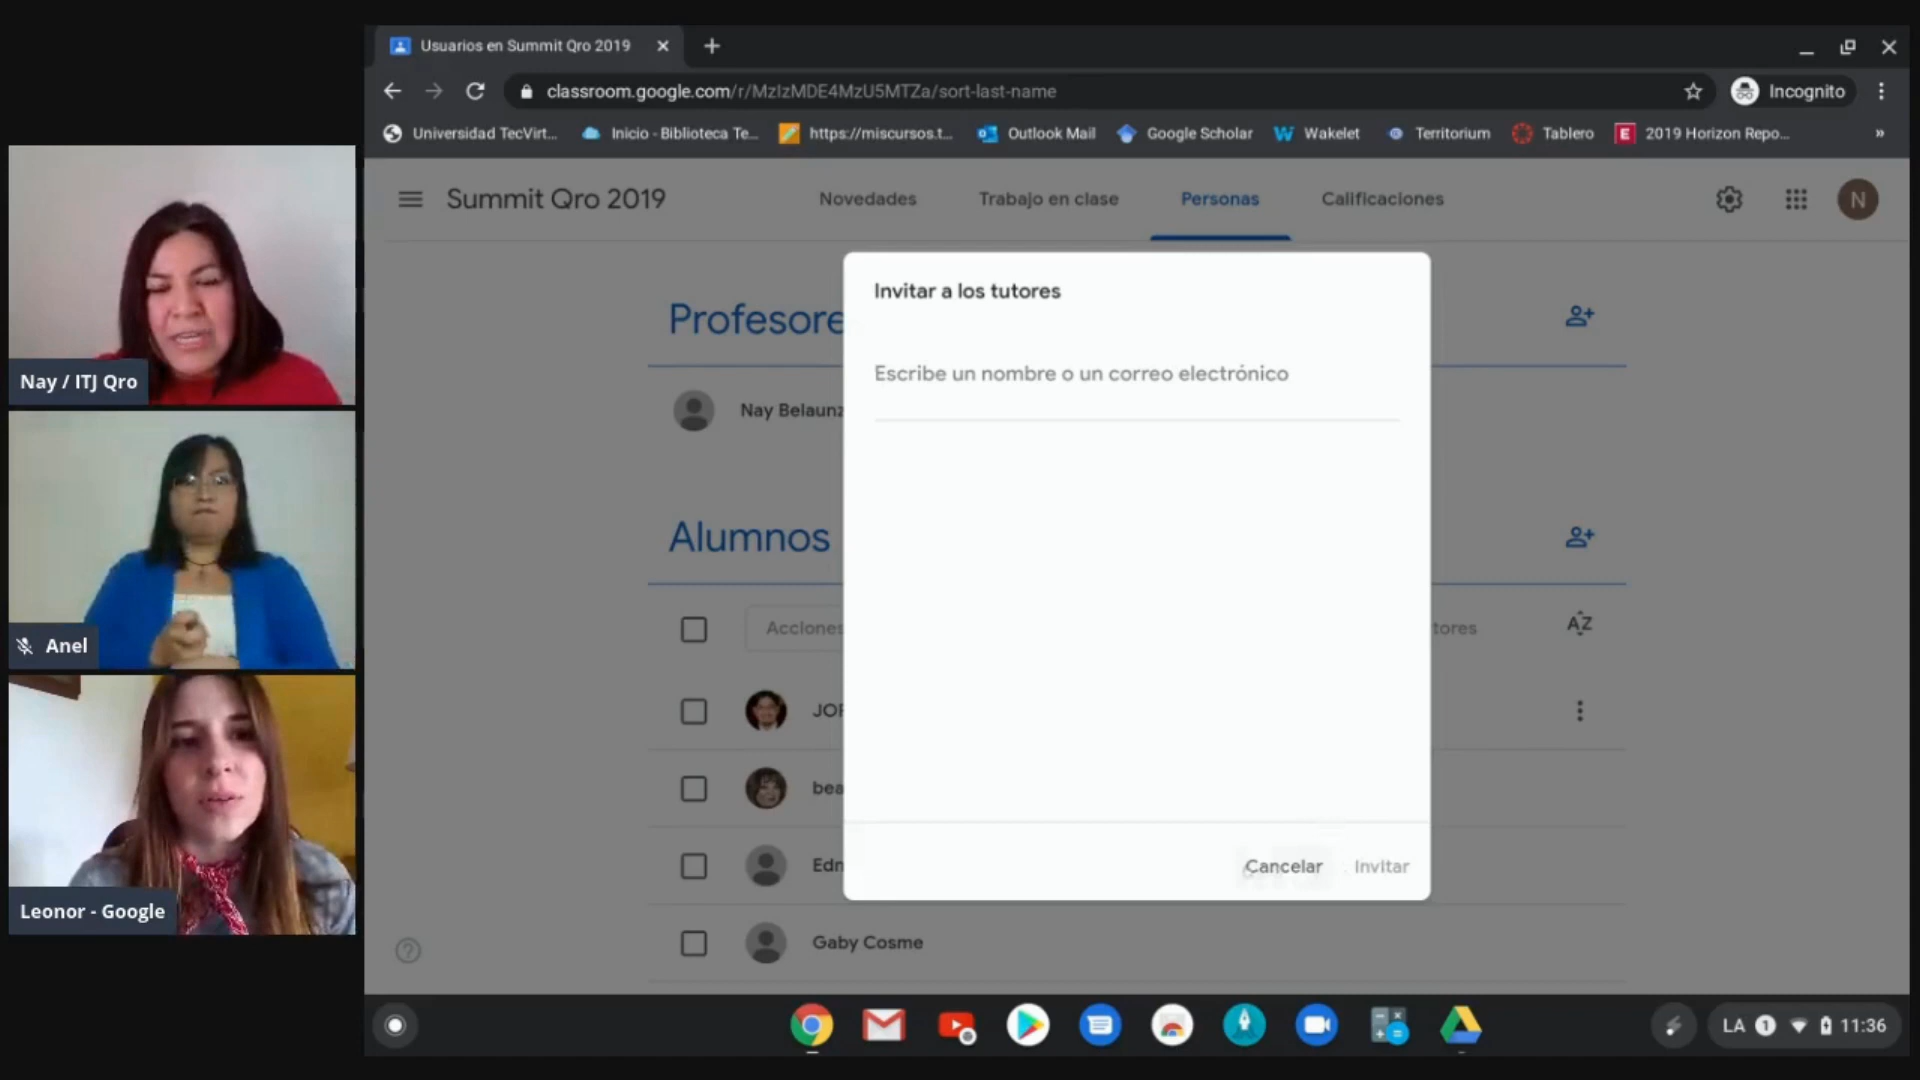 Usuarios en Summit Qro 2019
classroom.google.com/r/MzIzMDE4MzU5MTZa/sort-last-name
Incognito
Universidad TecVirt...
Inicio - Biblioteca Te...
https://miscursos.t...
Outlook Mail
Google Scholar
Wakelet
Territorium
Tablero
2019 Horizon Repo...
Summit Qro 2019
Novedades
Trabajo en clase
Personas
Calificaciones
N
Invitar a los tutores
Profesore
Escribe un nombre o un correo electrónico
Nay / ITJ Qro
Nay Belaunz
Alumnos
Acciones
tores
AZ
Anel
JOR
bea
Edn
Cancelar
Invitar
Leonor - Google
Gaby Cosme
LA
1
11:36